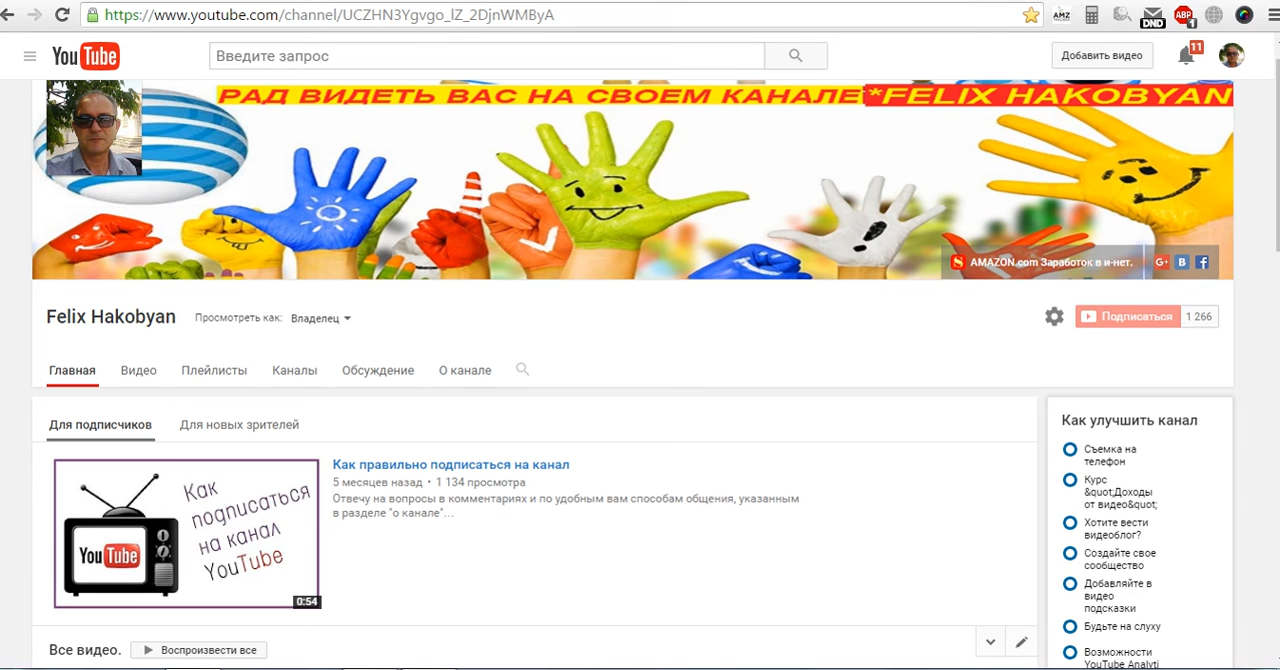 https://www.youtube.com/channel/UCZHN3Ygvgo_lZ_2DjnWMByA
AMZ
DND
ABP
1
YouTube
Введите запрос
Добавить видео
11
РАД ВИДЕТЬ ВАС НА СВОЕМ КАНАЛЕ *FELIX HAKOBYAN
S AMAZON.com Заработок в и-нет. G+ B f
Felix Hakobyan
Просмотреть как: Владелец
Подписаться 1 266
Главная Видео Плейлисты Каналы Обсуждение О канале
Для подписчиков Для новых зрителей
Как правильно подписаться на канал
5 месяцев назад • 1 134 просмотра
Отвечу на вопросы в комментариях и по удобным вам способам общения, указанным
в разделе "о канале"...
Как
подписаться
на канал
YouTube
YouTube
0:54
Все видео. Воспроизвести все
Как улучшить канал
Съемка на
телефон
Курс
&quot;Доходы
от видео&quot;
Хотите вести
видеоблог?
Создайте свое
сообщество
Добавляйте в
видео
подсказки
Будьте на слуху
Возможности
YouTube Analyti